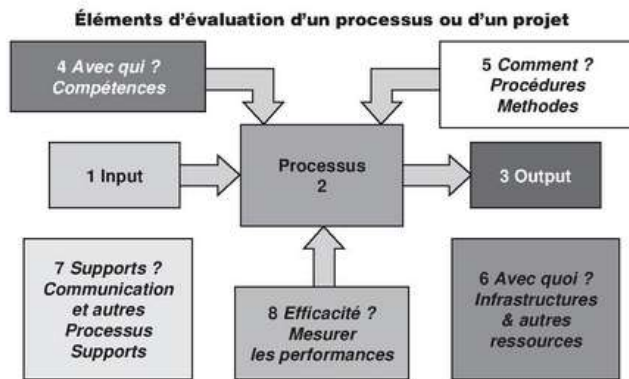 Éléments d'évaluation d'un processus ou d'un projet
4 Avec qui ?
Compétences
5 Comment ?
Procédures
Methodes
1 Input
Processus
2
3 Output
7 Supports ?
Communication
et autres
Processus
Supports
8 Efficacité ?
Mesurer
les performances
6 Avec quoi ?
Infrastructures
& autres
ressources